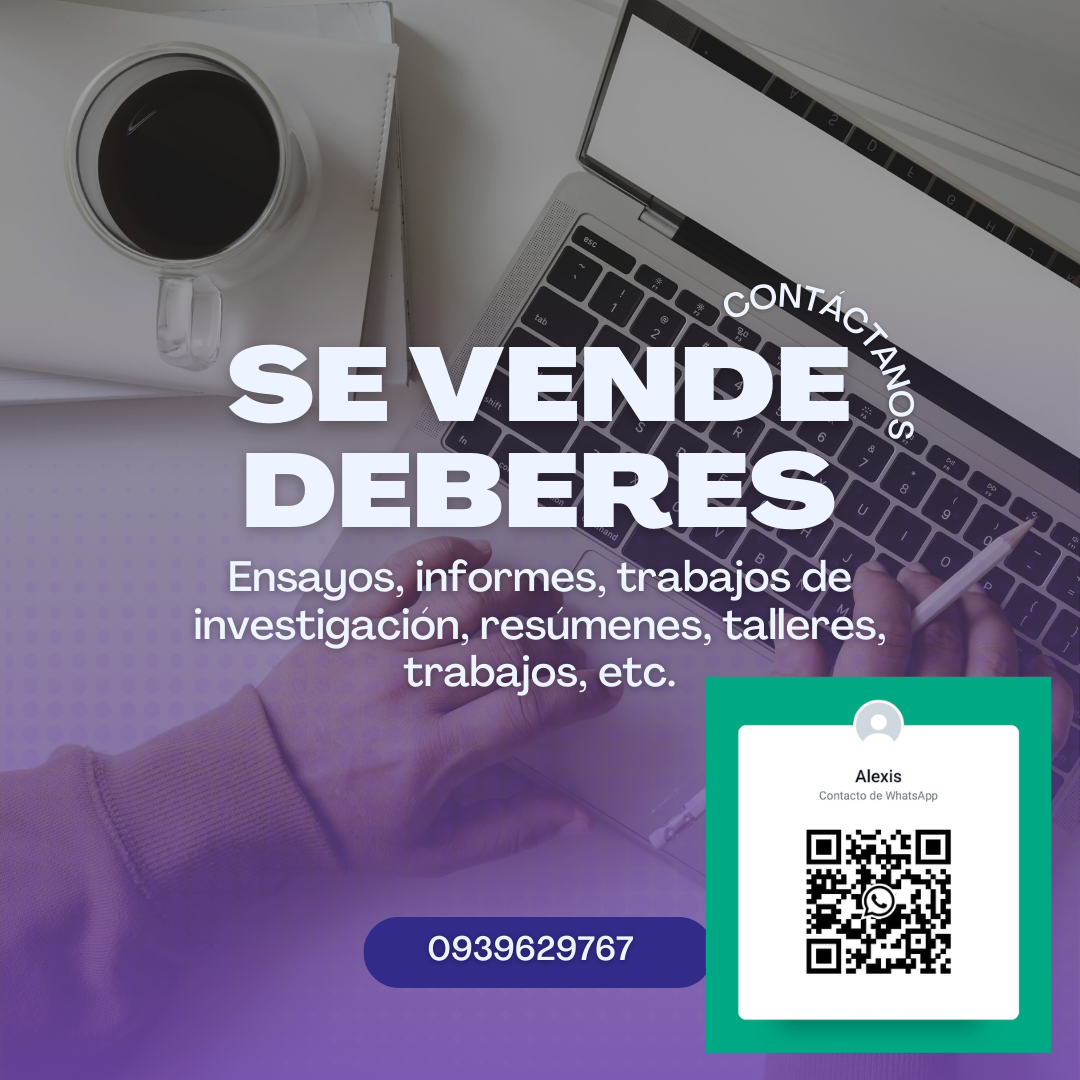 CONTÁCTANOS
SE VENDE
DEBERES
Ensayos, informes, trabajos de
investigación, resúmenes, talleres,
trabajos, etc.
0939629767
Alexis
Contacto de WhatsApp